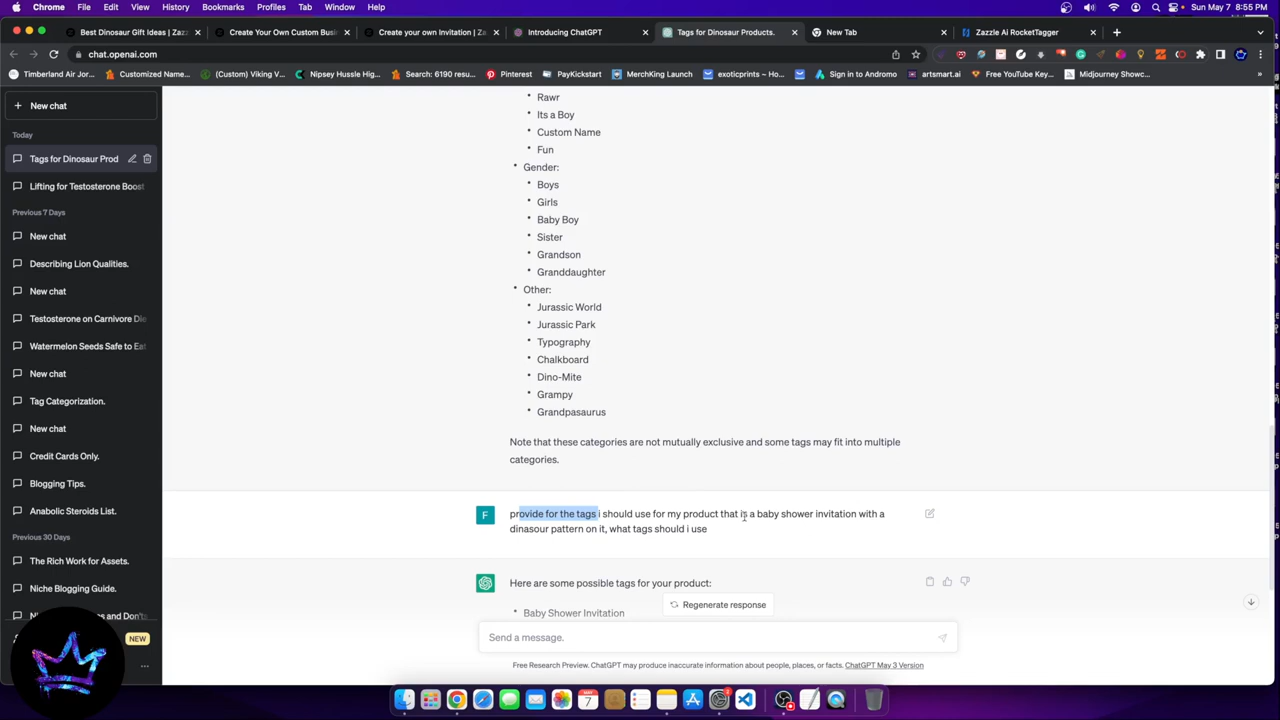 Chrome File Edit View History Bookmarks Profiles Tab Window Help Sun May 7 8:55 PM
Best Dinosaur Gift Ideas | Zazz Create Your Own Custom Busin Create your own Invitation | Za Introducing ChatGPT Tags for Dinosaur Products. New Tab Zazzle Ai RocketTagger
chat.openai.com
Timberland Air Jor... Customized Name... (Custom) Viking V... Nipsey Hussle Hig... Search: 6190 resu... Pinterest PayKickstart MerchKing Launch exoticprints – Ho... Sign in to Andromo artsmart.ai Free YouTube Key... Midjourney Showc...
+ New chat
Today
Tags for Dinosaur Prod
Lifting for Testosterone Boost
Previous 7 Days
New chat
Describing Lion Qualities.
New chat
Testosterone on Carnivore Die
Watermelon Seeds Safe to Eat
New chat
Tag Categorization.
New chat
Credit Cards Only.
Blogging Tips.
Anabolic Steroids List.
Previous 30 Days
The Risk for Work for Assets.
Niche Blogging Guide.
es and Don'ts
NEW
• Rawr
• Its a Boy
• Custom Name
• Fun
• Gender:
• Boys
• Girls
• Baby Boy
• Sister
• Grandson
• Granddaughter
• Other:
• Jurassic World
• Jurassic Park
• Typography
• Chalkboard
• Dino-Mite
• Grampy
• Grandpasaurus
Note that these categories are not mutually exclusive and some tags may fit into multiple
categories.
F
provide for the tags i should use for my product that is a baby shower invitation with a
dinasour pattern on it, what tags should i use
Here are some possible tags for your product:
• Baby Shower Invitation
Regenerate response
Send a message.
Free Research Preview. ChatGPT may produce inaccurate information about people, places, or facts. ChatGPT May 3 Version